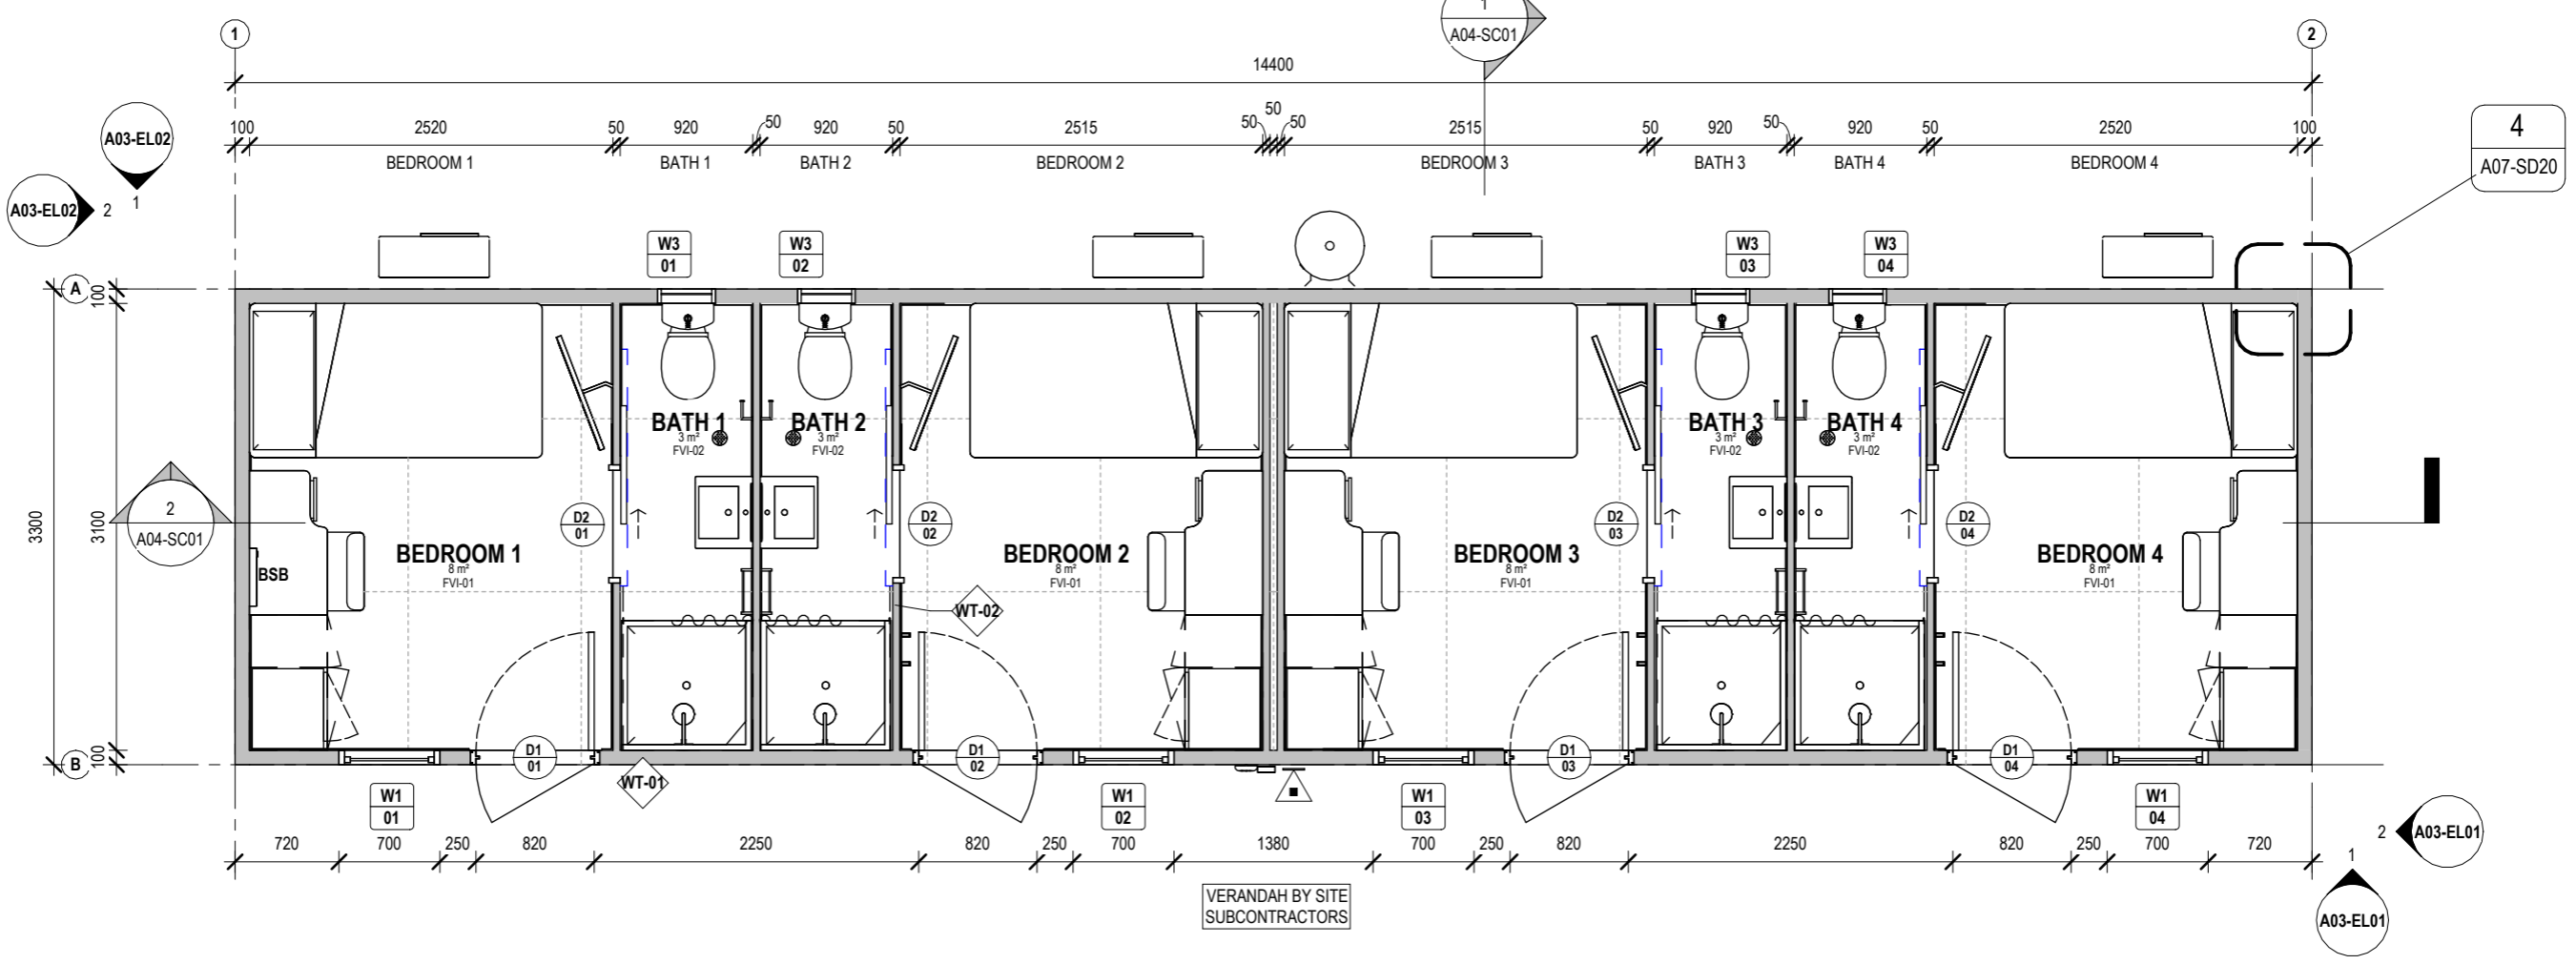 1
A04-SC01
1
2
14400
100
2520
50
920
50
920
50
2515
50
50
50
2515
50
920
50
920
50
2520
100
BEDROOM 1
BATH 1
BATH 2
BEDROOM 2
BEDROOM 3
BATH 3
BATH 4
BEDROOM 4
4
A07-SD20
A03-EL02
1
A03-EL02
2
W3
01
W3
02
W3
03
W3
04
A
100
3300
3100
100
B
2
A04-SC01
BATH 1
3 m²
FVI-02
BATH 2
3 m²
FVI-02
BATH 3
3 m²
FVI-02
BATH 4
3 m²
FVI-02
D2
01
D2
02
D2
03
D2
04
BEDROOM 1
8 m²
FVI-01
BEDROOM 2
8 m²
FVI-01
BEDROOM 3
8 m²
FVI-01
BEDROOM 4
8 m²
FVI-01
BSB
WT-02
D1
01
D1
02
D1
03
D1
04
WT-01
W1
01
W1
02
W1
03
W1
04
720
700
250
820
2250
820
250
700
1380
700
250
820
2250
820
250
700
720
2
A03-EL01
1
A03-EL01
VERANDAH BY SITE
SUBCONTRACTORS